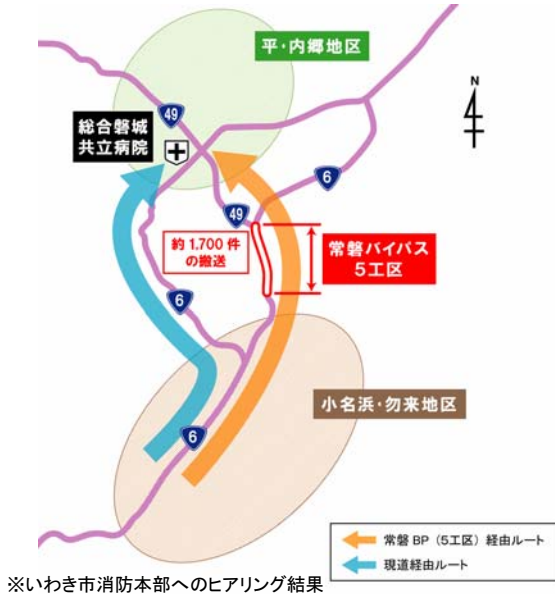 平・内郷地区
N
49
総合磐城
共立病院
6
49
約1,700件
の搬送
常磐バイパス
5工区
6
小名浜・勿来地区
6
常磐BP（5工区）経由ルート
現道経由ルート
※いわき市消防本部へのヒアリング結果